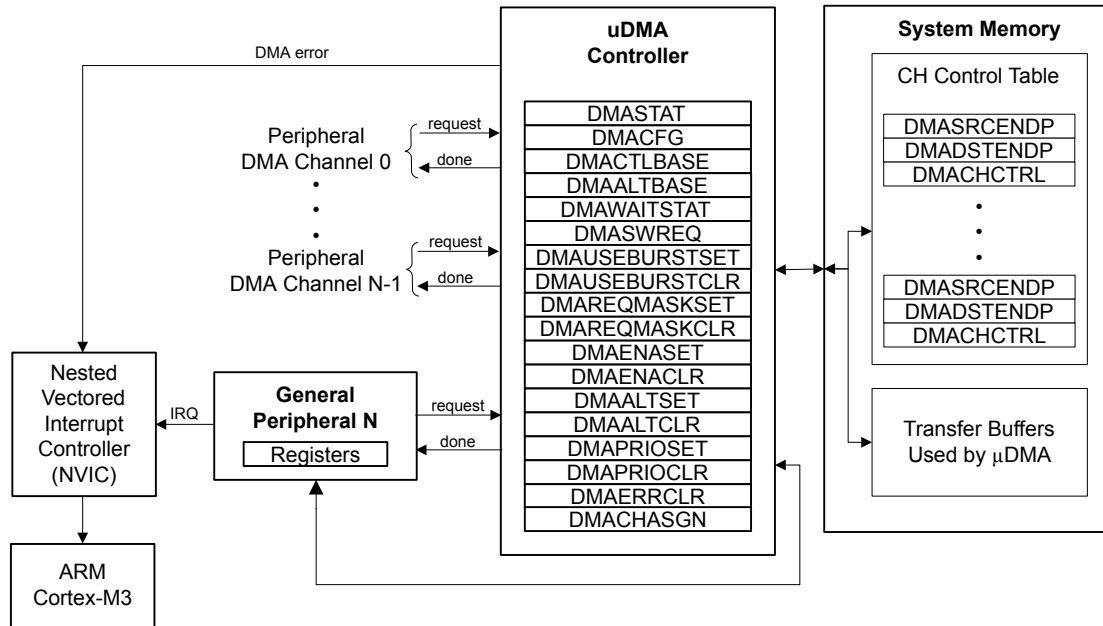 uDMA
Controller
DMASTAT
DMACFG
DMACTLBASE
DMAALTBASE
DMAWAITSTAT
DMASWREQ
DMAUSEBURSTSET
DMAUSEBURSTCLR
DMAREQMASKSET
DMAREQMASKCLR
DMAENASET
DMAENACLR
DMAALTSET
DMAALTCLR
DMAPRIOSET
DMAPRIOCLR
DMAERRCLR
DMACHASGN
DMA error
Peripheral
DMA Channel 0
request
done
•
•
•
Peripheral
DMA Channel N-1
request
done
Nested
Vectored
Interrupt
Controller
(NVIC)
IRQ
General
Peripheral N
Registers
request
done
ARM
Cortex-M3
System Memory
CH Control Table
DMASRCENDP
DMADSTENDP
DMACHCTRL
•
•
•
DMASRCENDP
DMADSTENDP
DMACHCTRL
Transfer Buffers
Used by µDMA